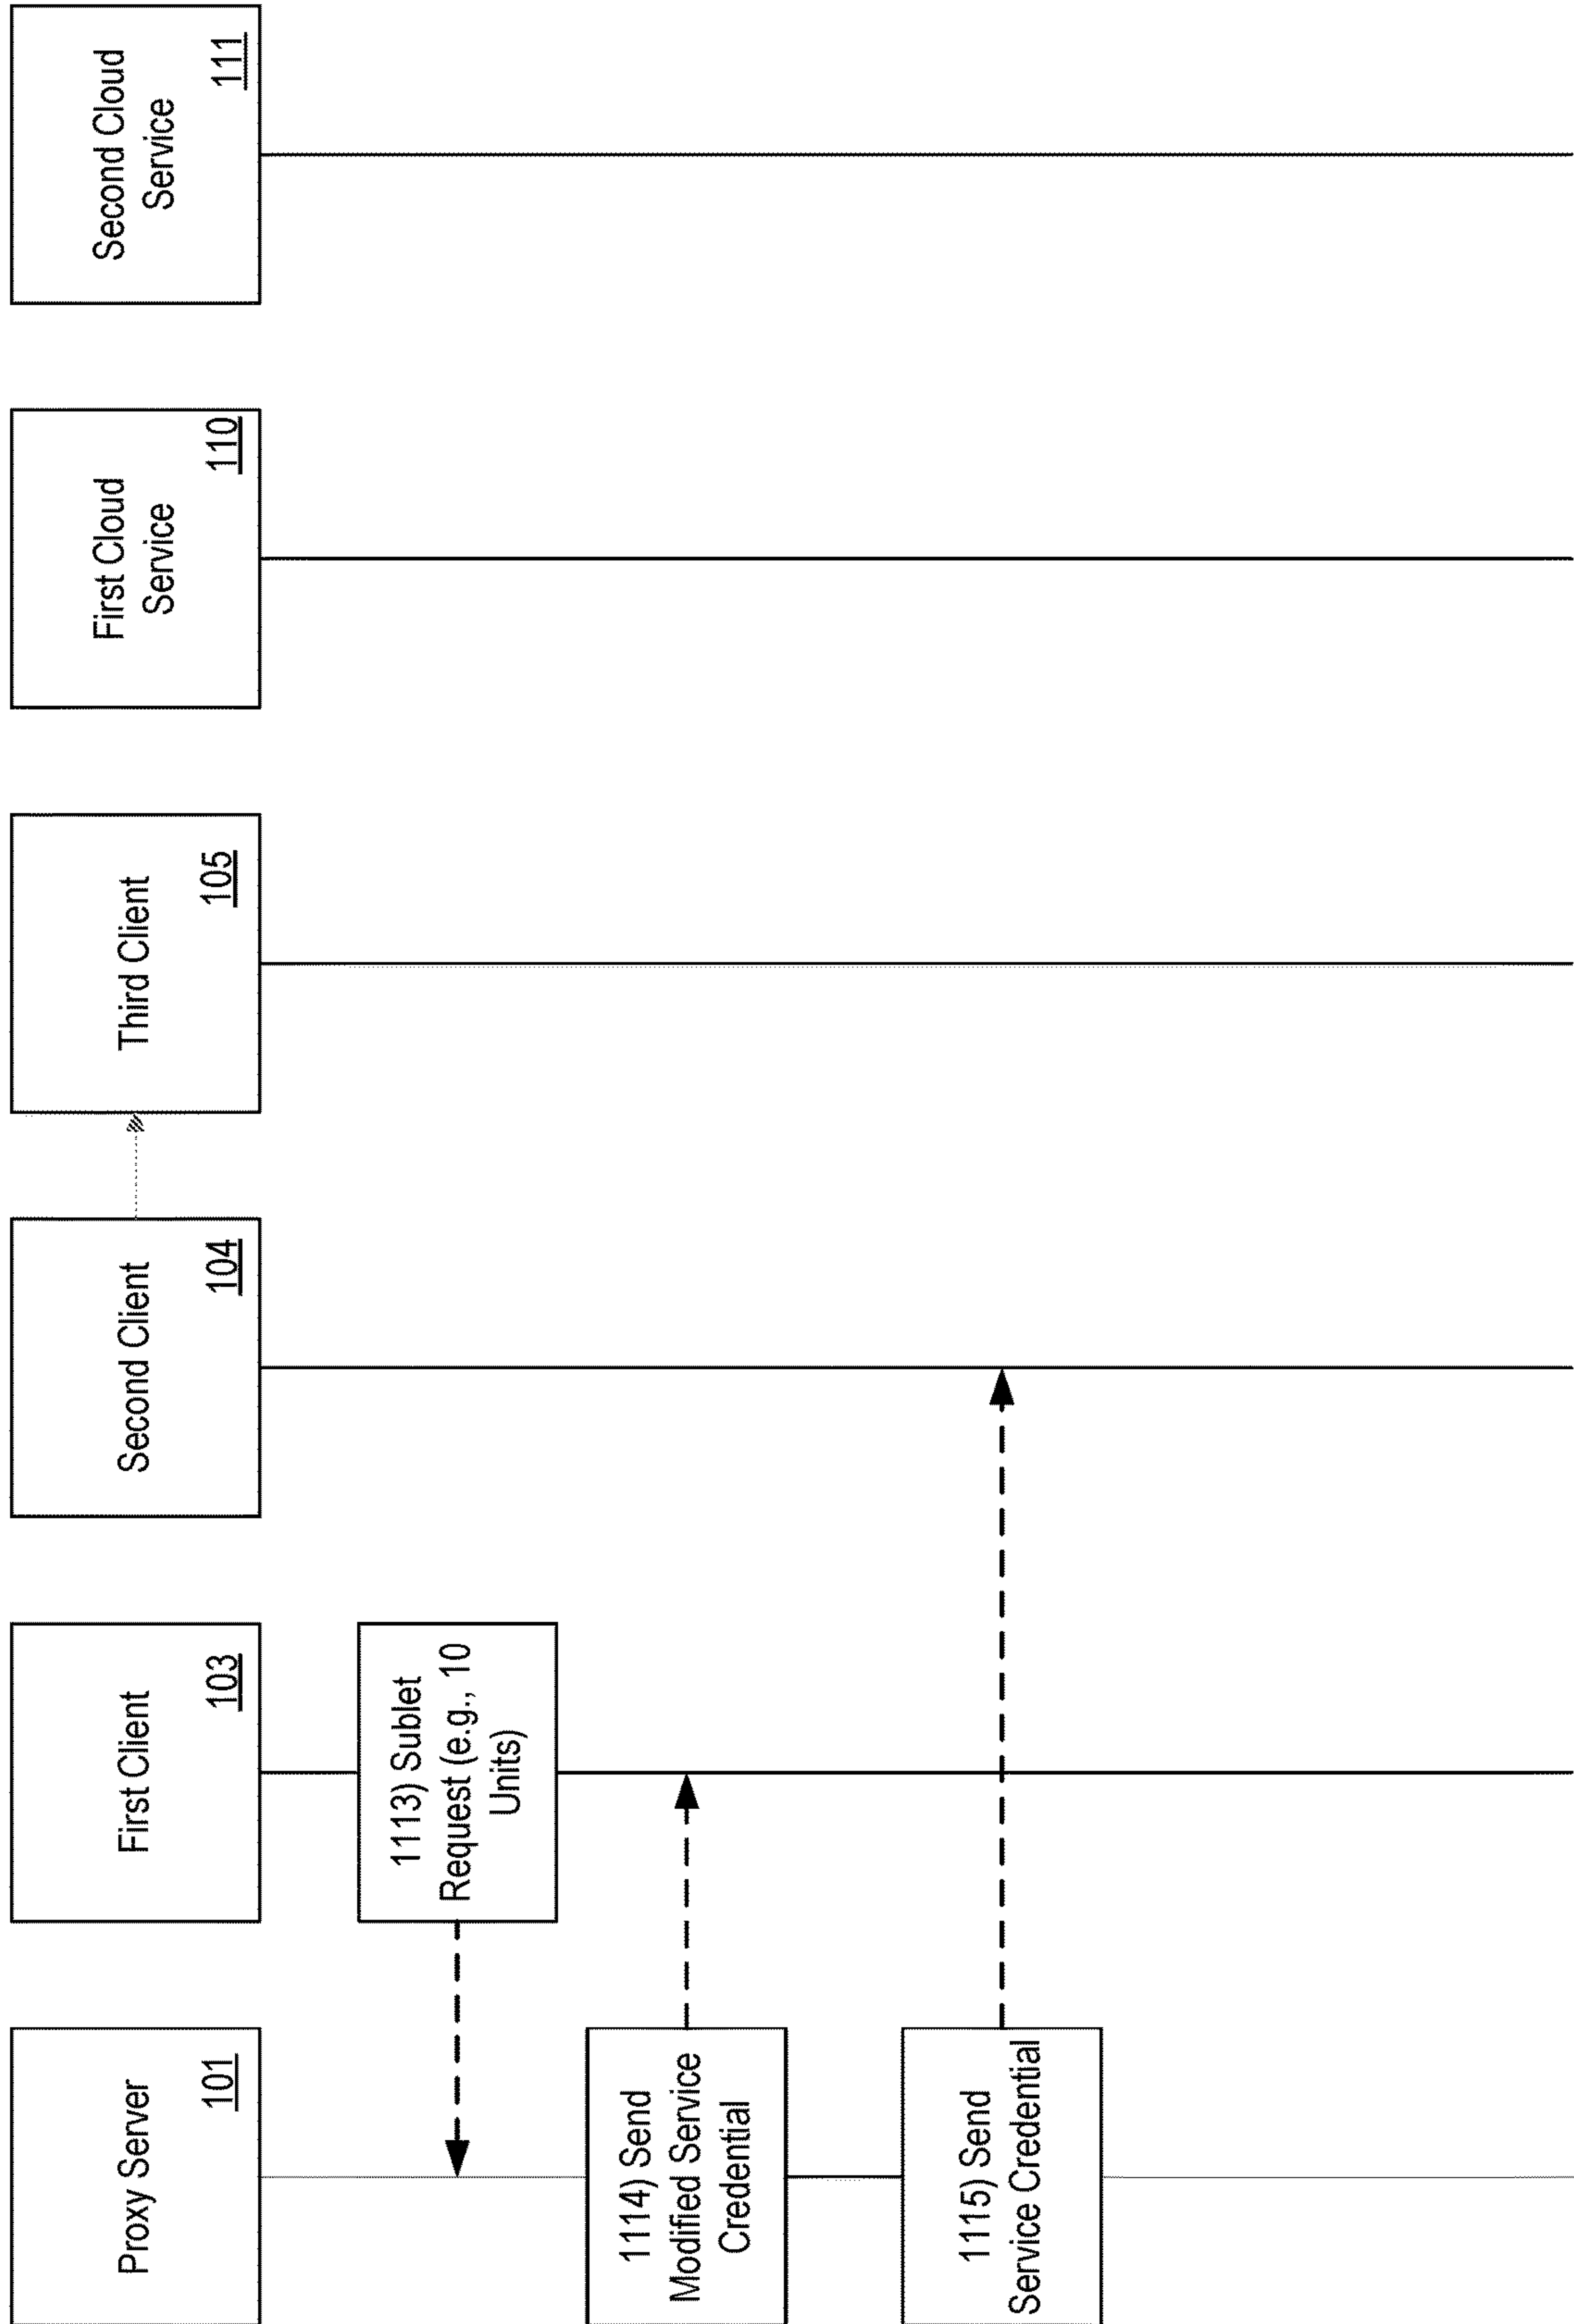 Proxy Server
101
First Client
103
Second Client
104
Third Client
105
First Cloud
Service
110
Second Cloud
Service
111
1113) Sublet
Request (e.g., 10
Units)
1114) Send
Modified Service
Credential
1115) Send
Service Credential